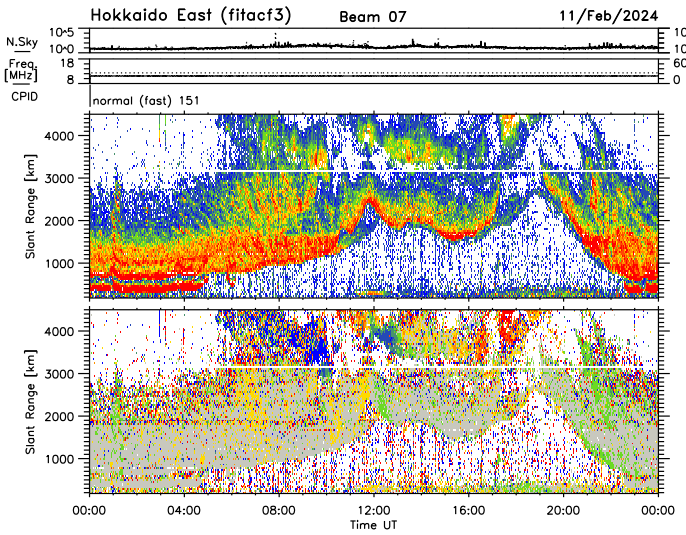 Hokkaido East (fitacf3) Beam 07 11/Feb/2024
N.Sky 10^5 10^0 10 10
Freq. [MHz] 18 8 60 0
CPID normal (fast) 151
Slant Range [km] 4000 3000 2000 1000
Slant Range [km] 4000 3000 2000 1000
00:00 04:00 08:00 12:00 16:00 20:00 00:00
Time UT